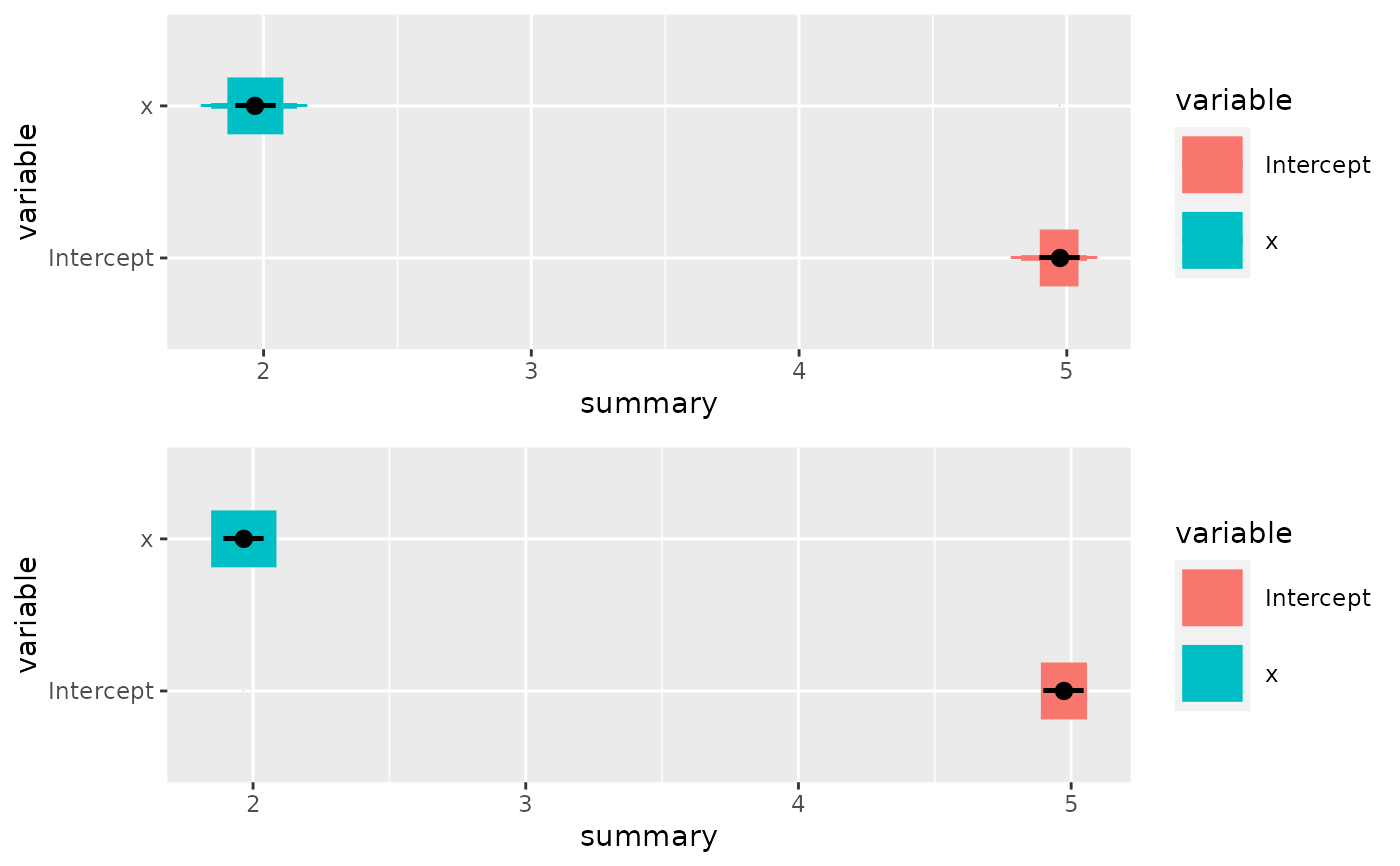 variable
x
Intercept
2 3 4 5
summary
variable
Intercept
x
variable
x
Intercept
2 3 4 5
summary
variable
Intercept
x